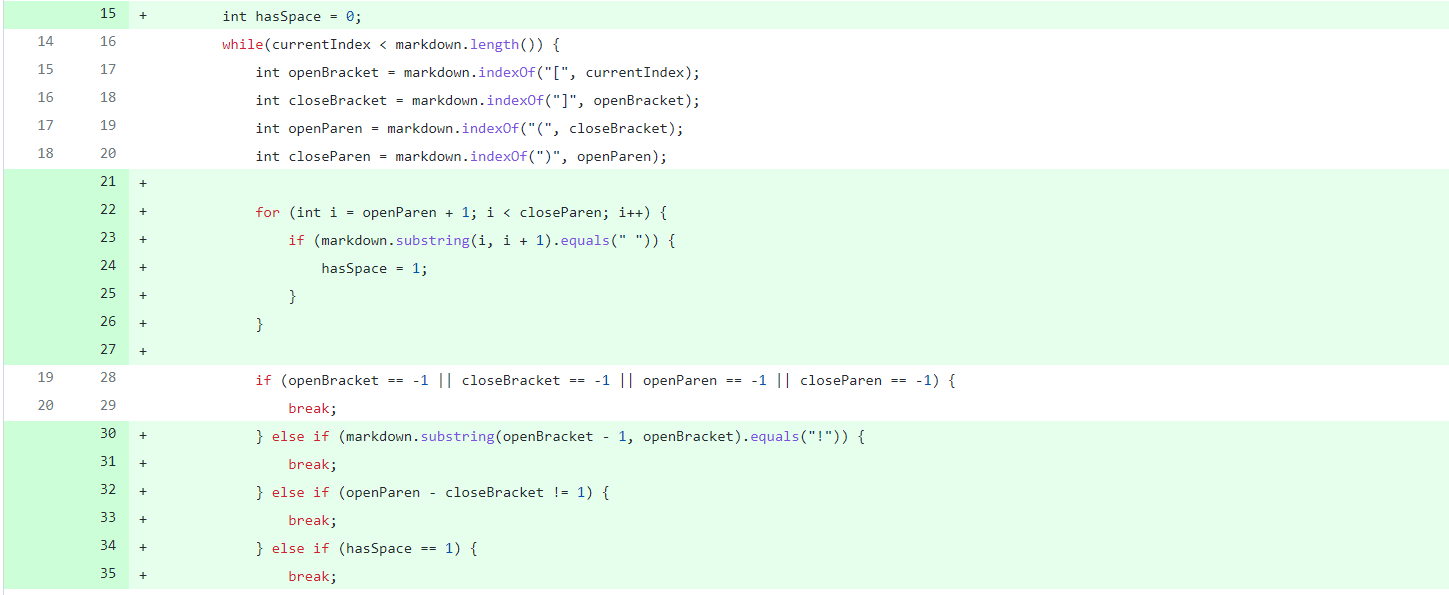 15 + int hasSpace = 0;
14 16 while(currentIndex < markdown.length()) {
15 17 int openBracket = markdown.indexOf("[", currentIndex);
16 18 int closeBracket = markdown.indexOf("]", openBracket);
17 19 int openParen = markdown.indexOf("(", closeBracket);
18 20 int closeParen = markdown.indexOf(")", openParen);
21 +
22 + for (int i = openParen + 1; i < closeParen; i++) {
23 + if (markdown.substring(i, i + 1).equals(" ")) {
24 + hasSpace = 1;
25 + }
26 + }
27 +
19 28 if (openBracket == -1 || closeBracket == -1 || openParen == -1 || closeParen == -1) {
20 29 break;
30 + } else if (markdown.substring(openBracket - 1, openBracket).equals("!")) {
31 + break;
32 + } else if (openParen - closeBracket != 1) {
33 + break;
34 + } else if (hasSpace == 1) {
35 + break;